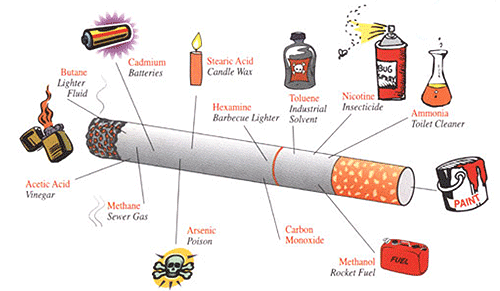 Cadmium
Batteries
Stearic Acid
Candle Wax
Butane
Lighter
Fluid
Hexamine
Barbecue Lighter
Toluene
Industrial
Solvent
Nicotine
Insecticide
BUG
SPRAY
Ammonia
Toilet Cleaner
Acetic Acid
Vinegar
Methane
Sewer Gas
Arsenic
Poison
Carbon
Monoxide
Methanol
Rocket Fuel
FUEL
PAINT